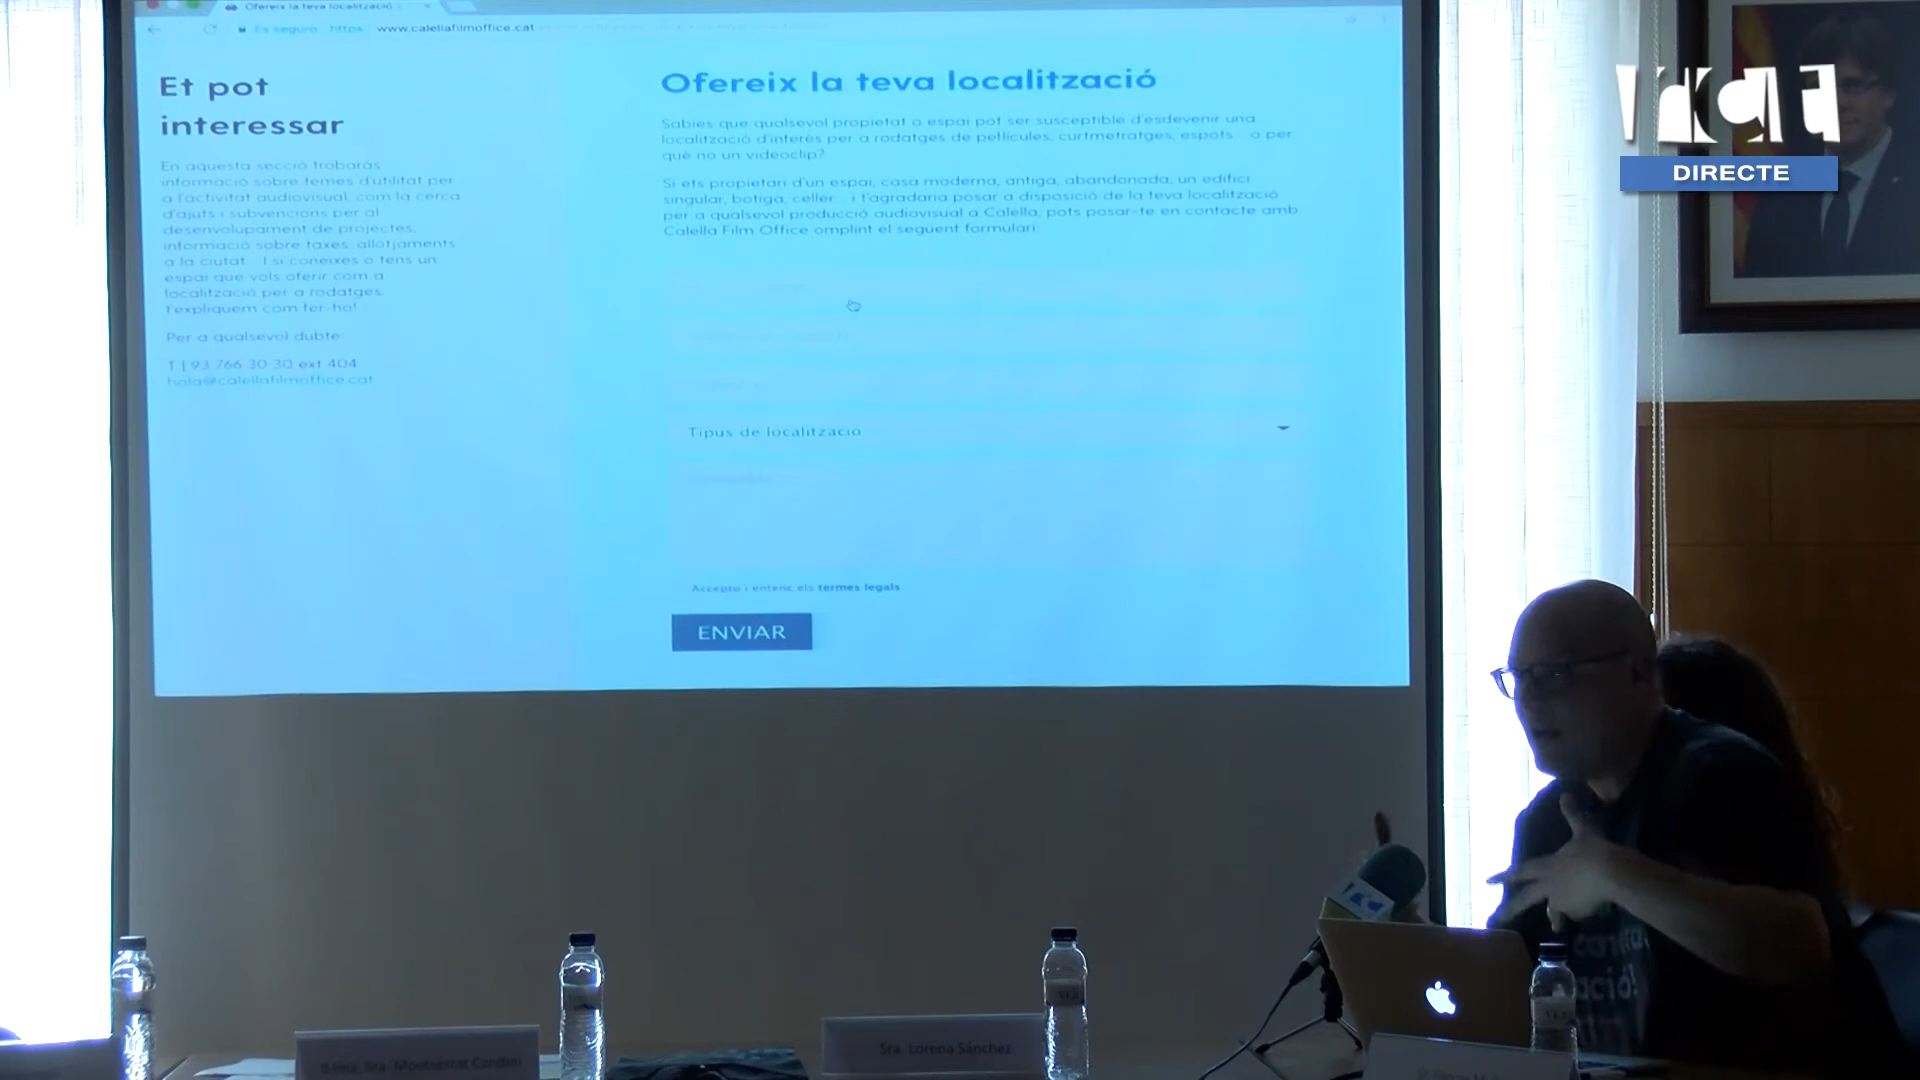 Ofereix la teva localització
Es seguro https www.calellafilmoffice.cat
Et pot
interessar
En aquesta secció trobaràs
informació sobre temes d'utilitat per
a l'activitat audiovisual, com la cerca
d'ajuts i subvencions per al
desenvolupament de projectes,
informació sobre taxes, allotjaments
a la ciutat... I si coneixes o tens un
espai que vols oferir com a
localització per a rodatges,
t'expliquem com fer-ho!
Per a qualsevol dubte:
T | 93 766 30 30 ext 404
hola@calellafilmoffice.cat
Ofereix la teva localització
Sabies que qualsevol propietat o espai pot ser susceptible d'esdevenir una
localització d'interès per a rodatges de pel·lícules, curtmetratges, espots... o per
què no un videoclip?
Si ets propietari d'un espai, casa moderna, antiga, abandonada, un edifici
singular, botiga, celler... i t'agradaria posar a disposició de la teva localització
per a qualsevol producció audiovisual a Calella, pots posar-te en contacte amb
Calella Film Office omplint el següent formulari:
Tipus de localització
Accepto i entenc els termes legals
ENVIAR
DIRECTE
Sra. Montserrat Candini
Sra. Lorena Sánchez